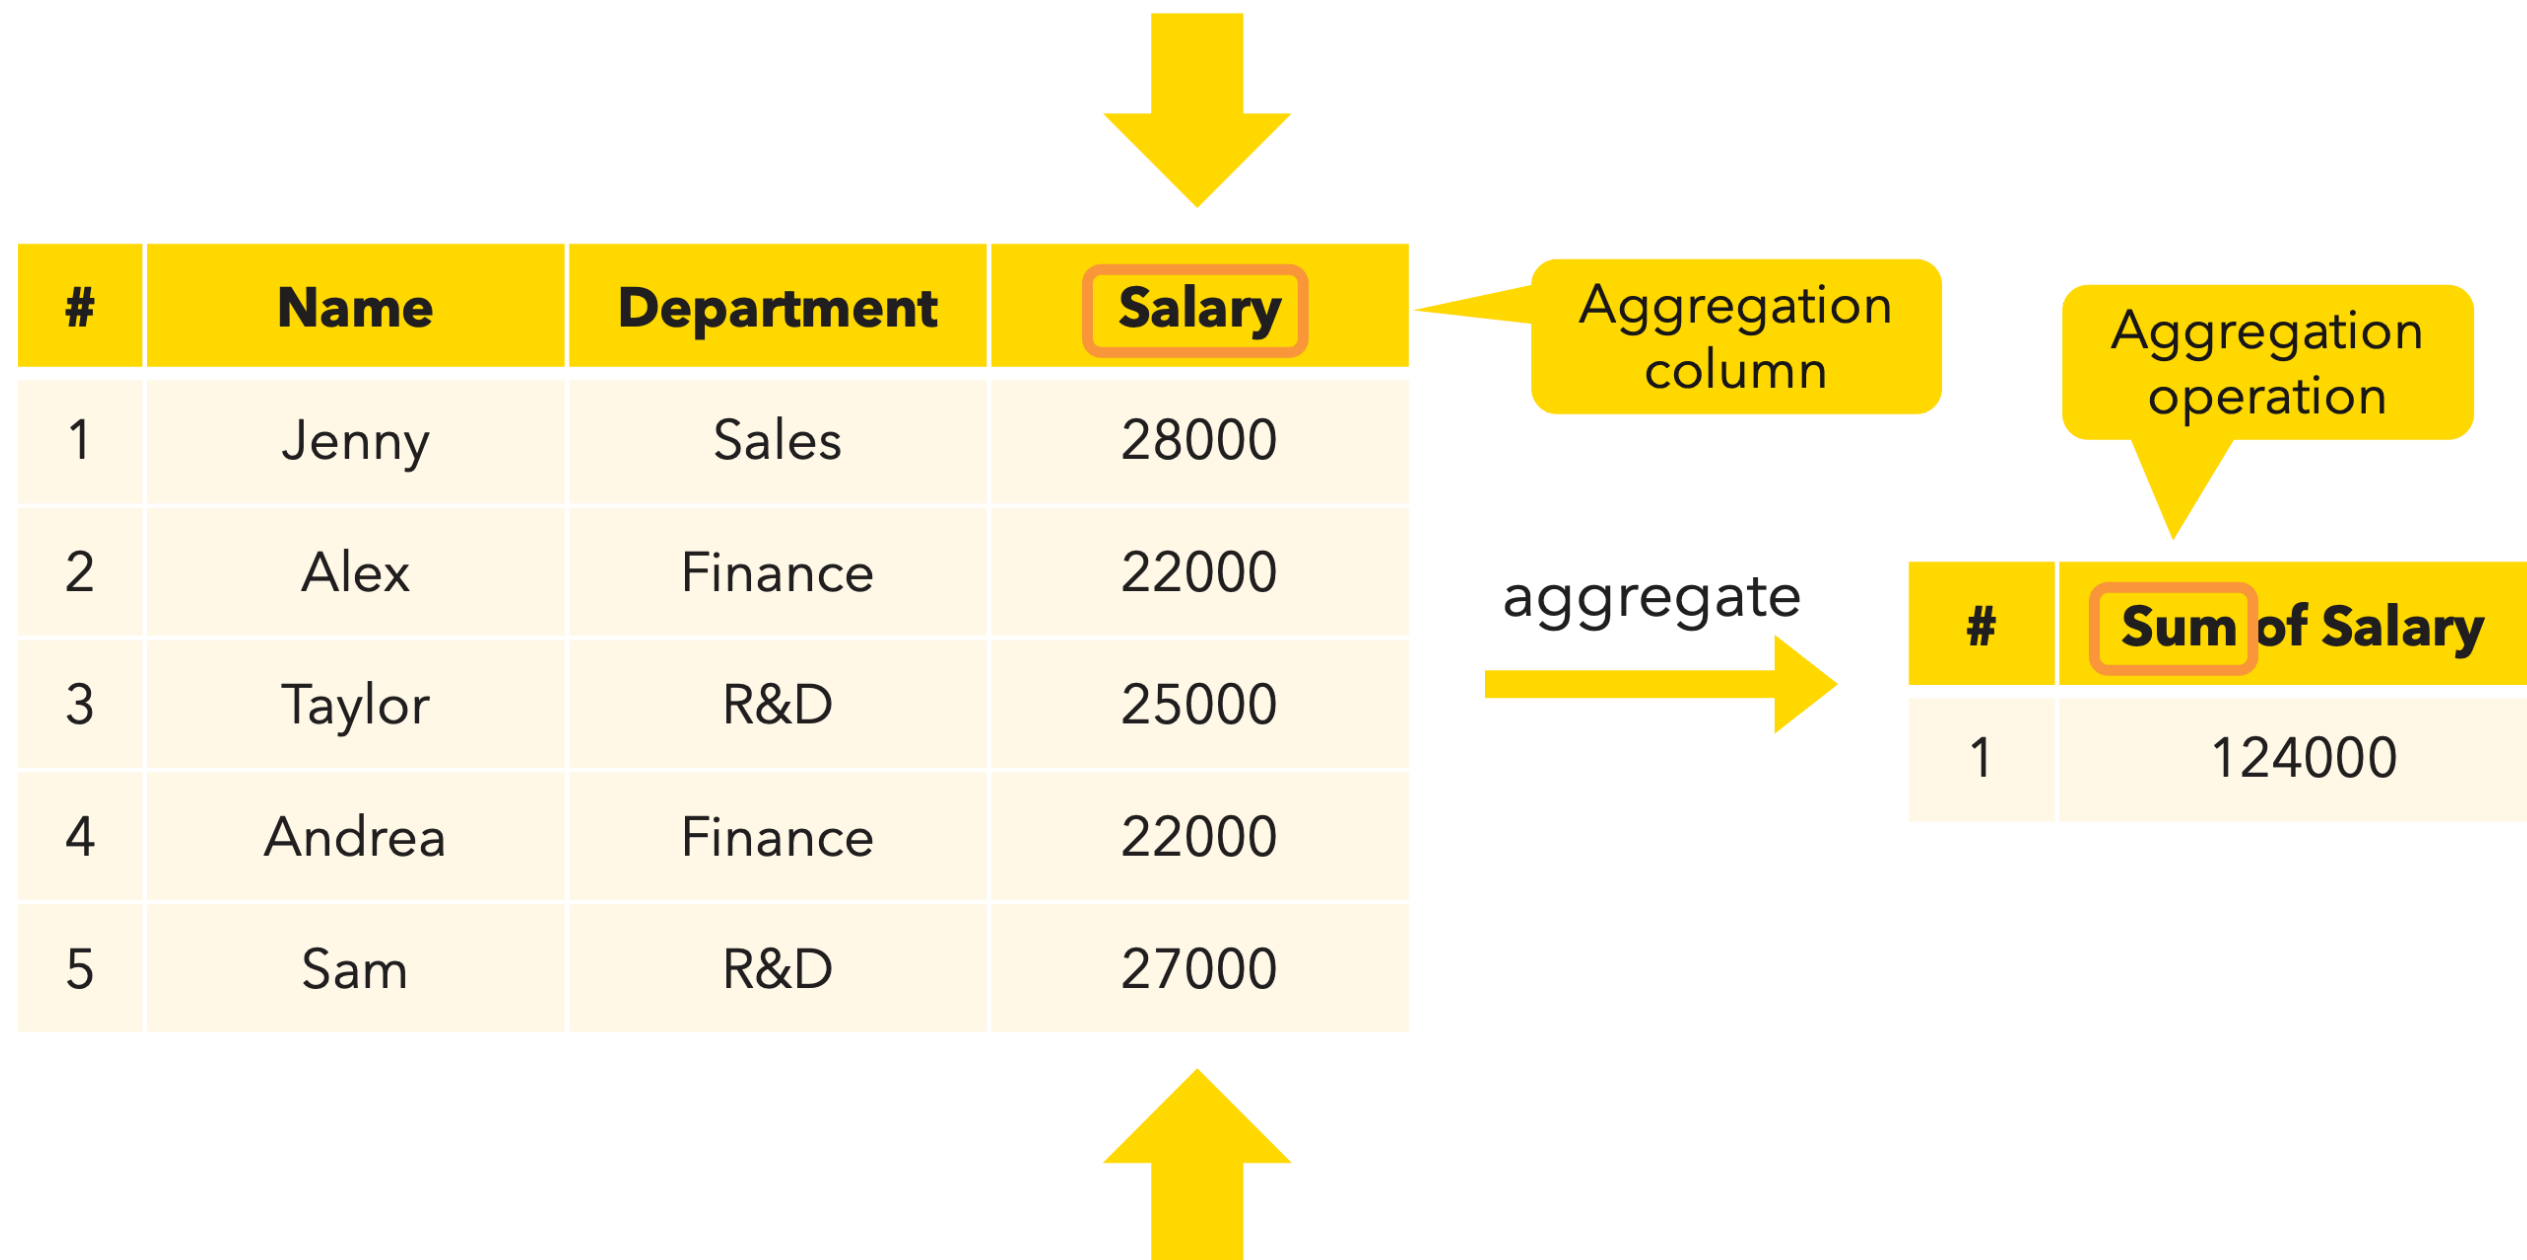 # Name Department Salary
1 Jenny Sales 28000
2 Alex Finance 22000
3 Taylor R&D 25000
4 Andrea Finance 22000
5 Sam R&D 27000
Aggregation
column
aggregate
Aggregation
operation
# Sum of Salary
1 124000